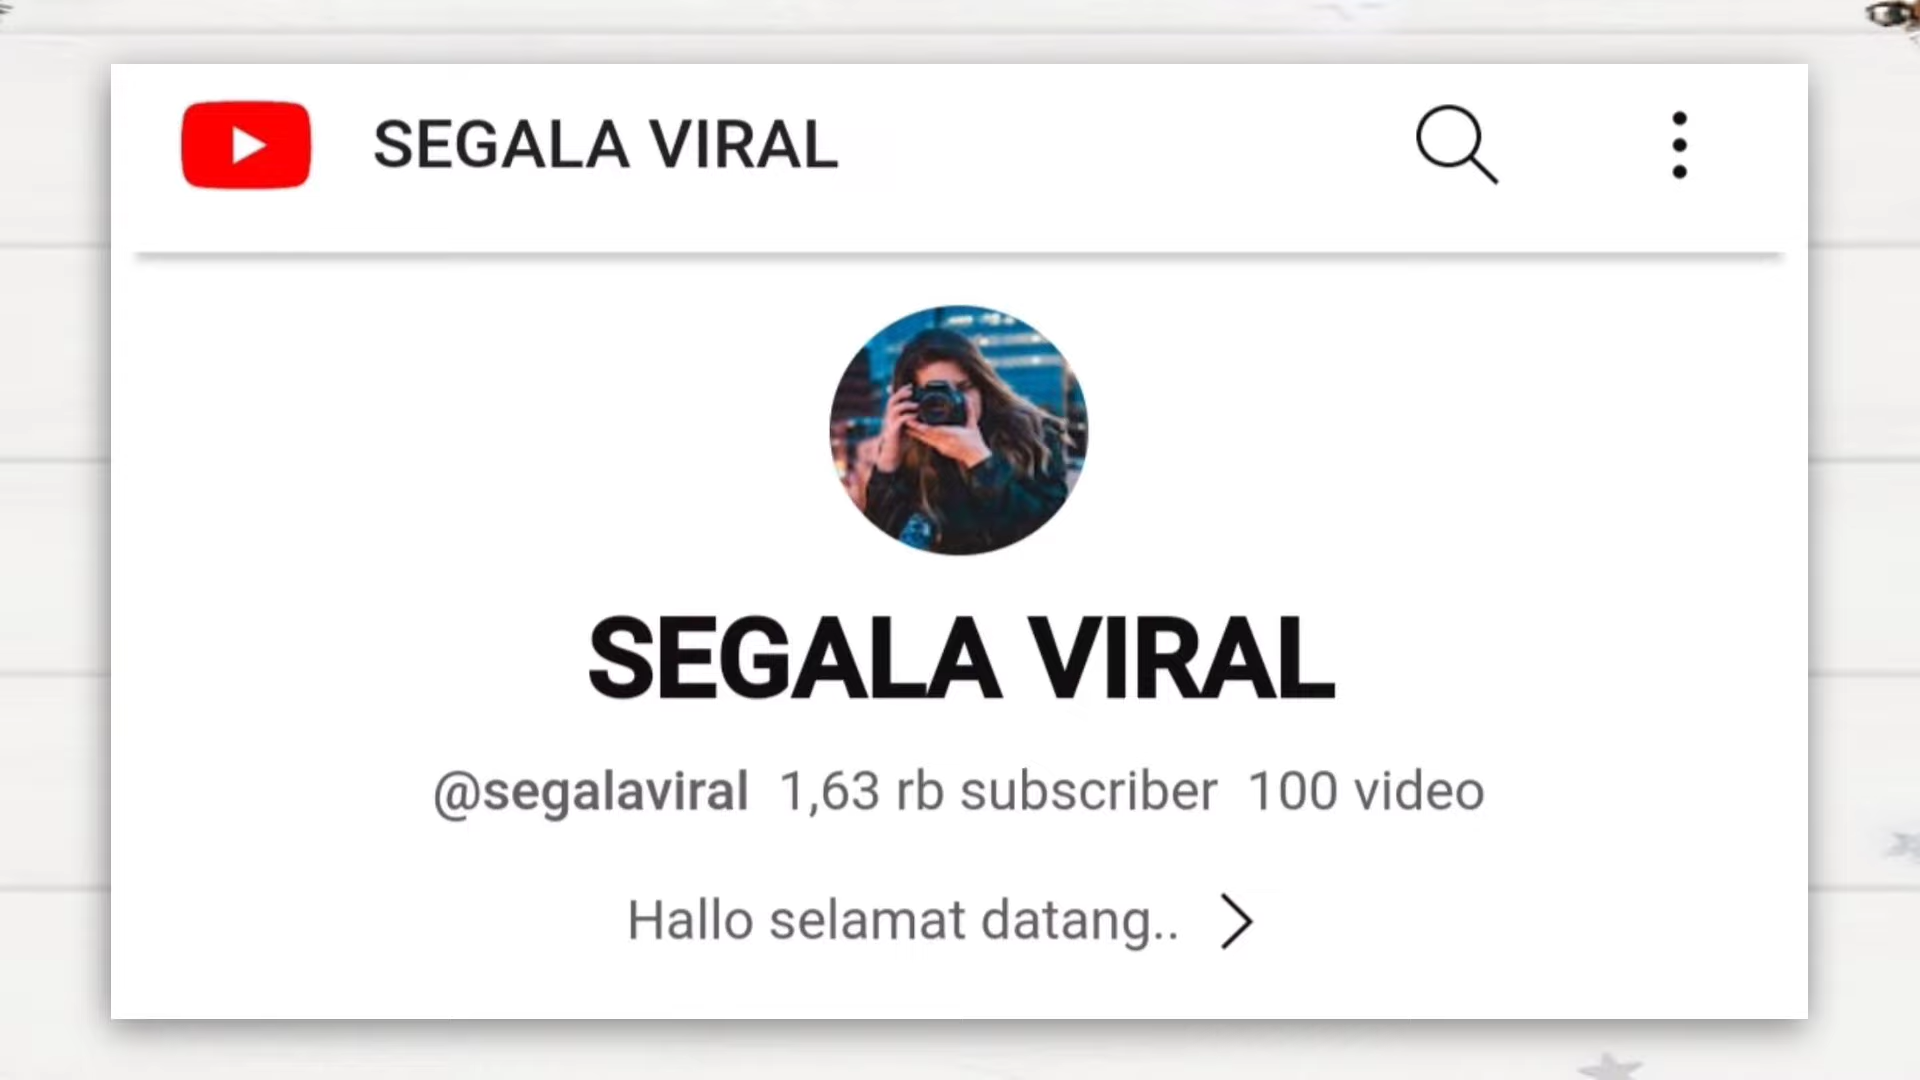 SEGALA VIRAL
SEGALA VIRAL
@segalaviral 1,63 rb subscriber 100 video
Hallo selamat datang..